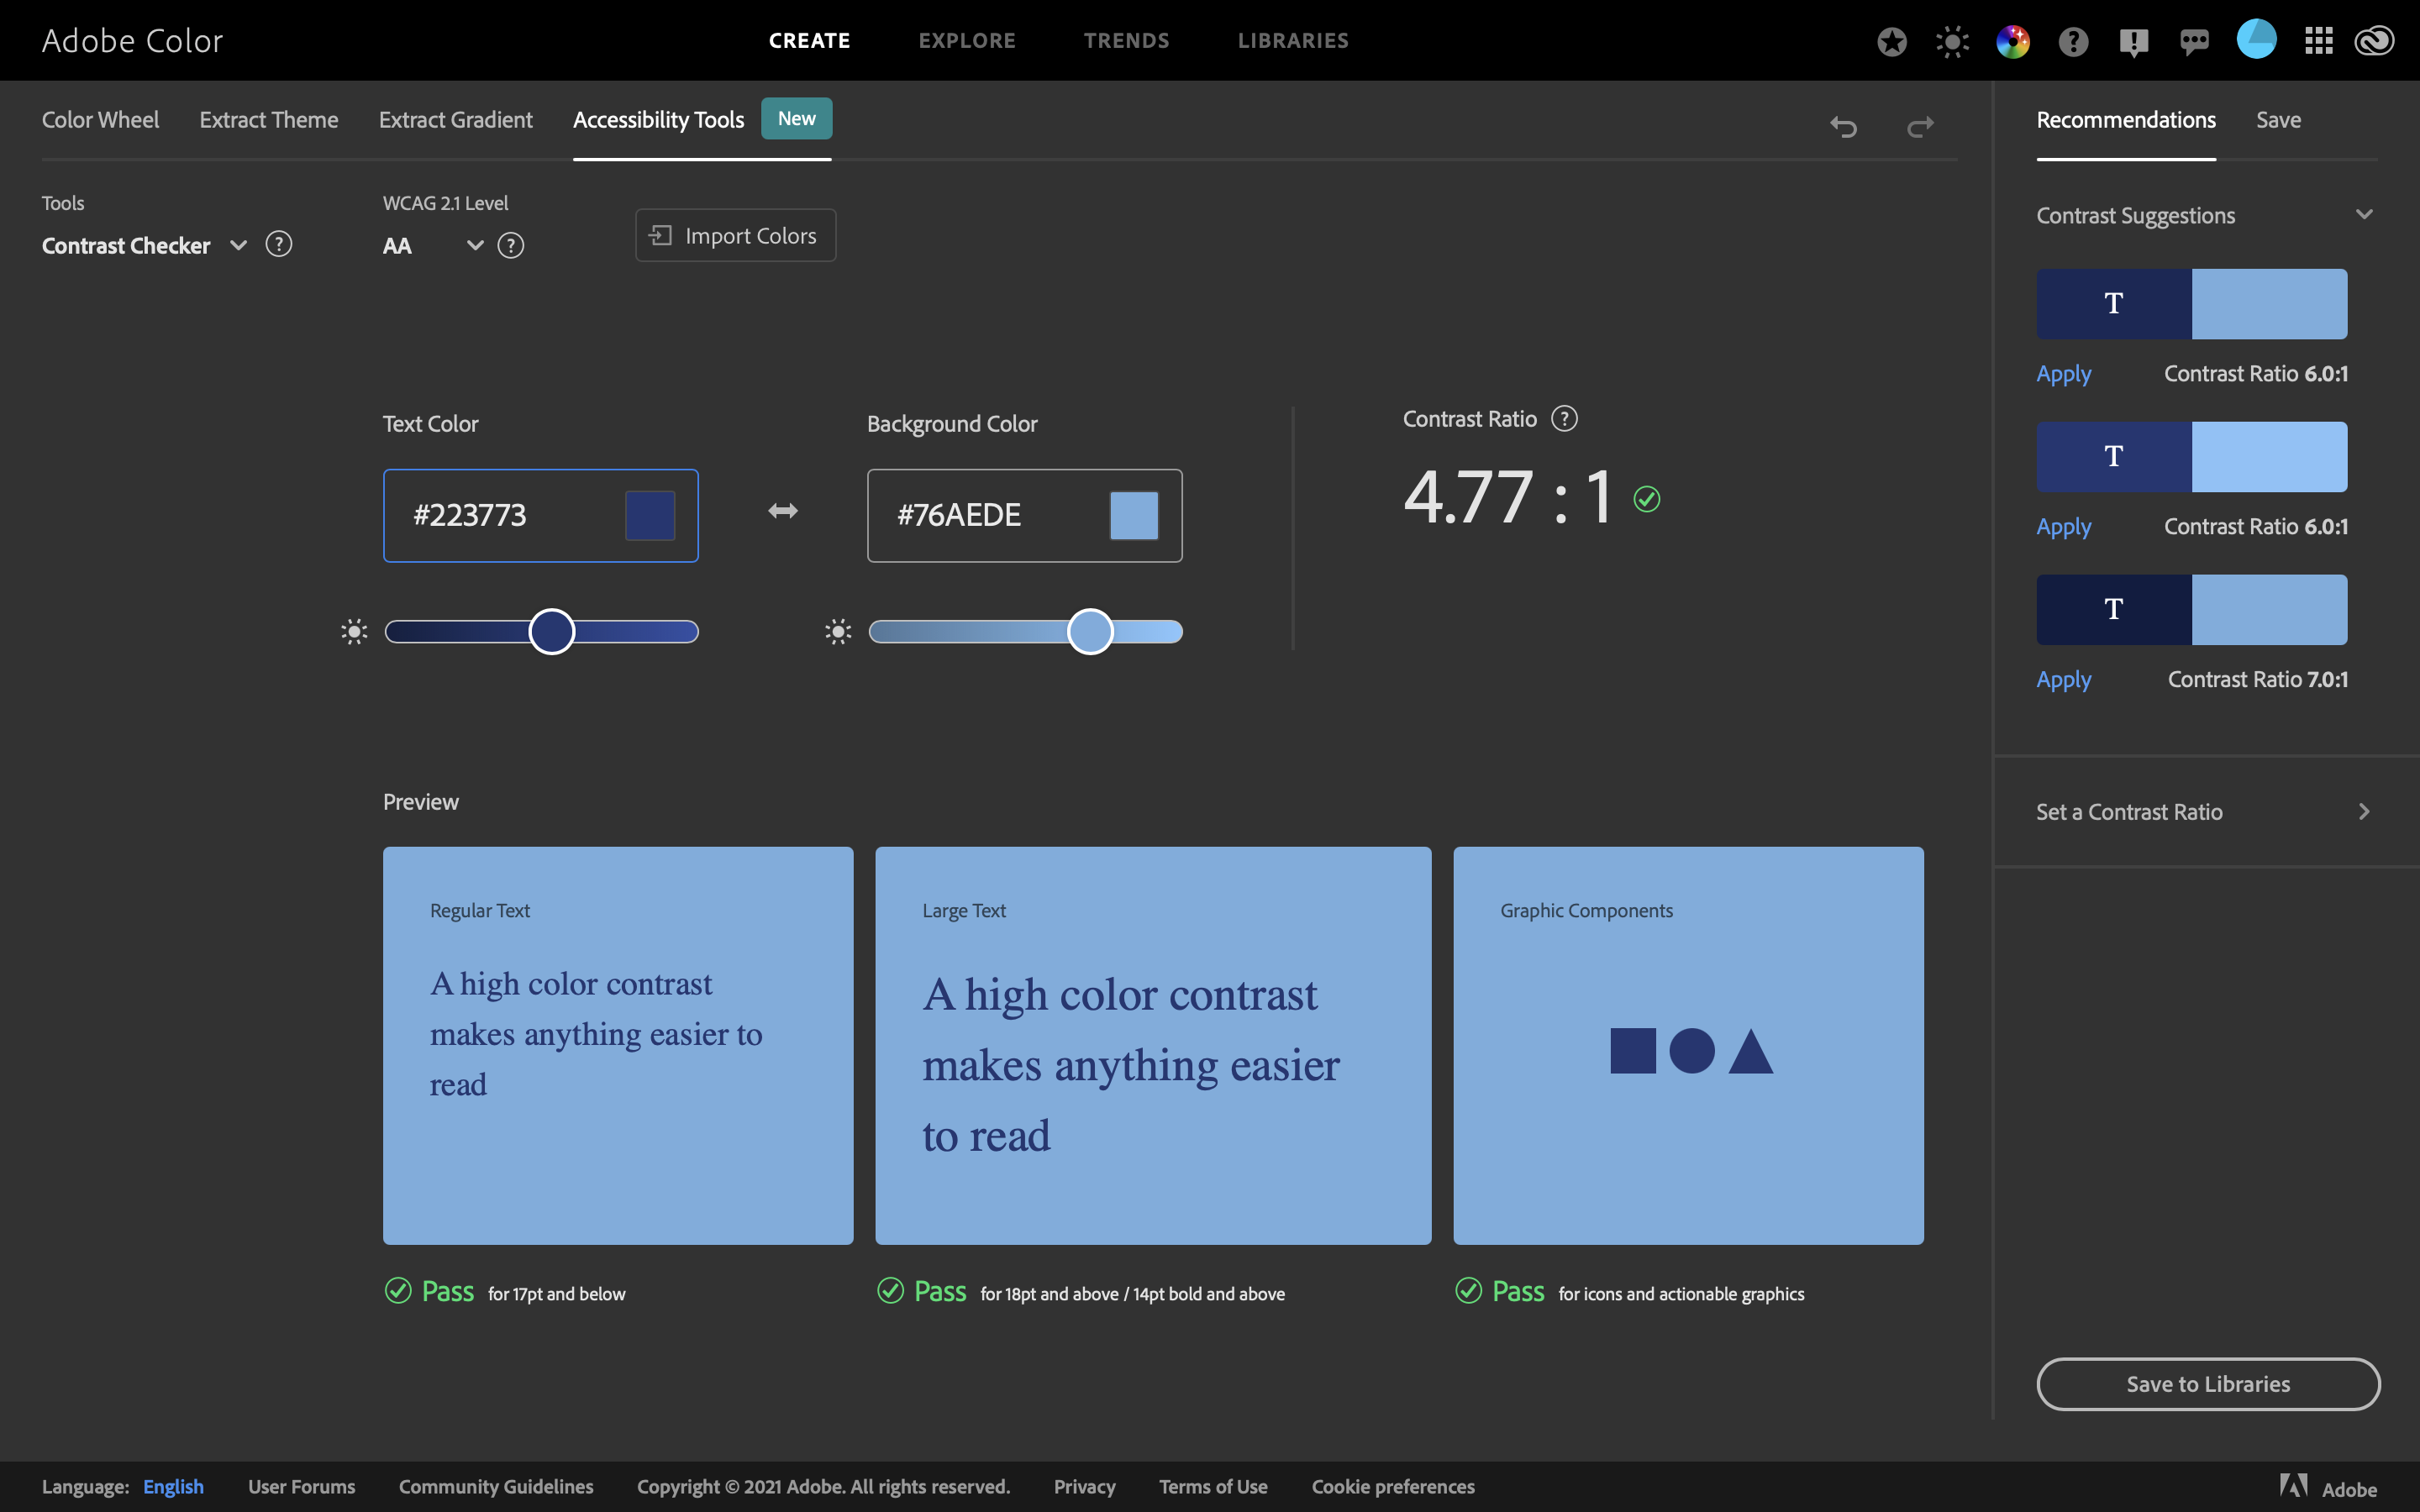 Adobe Color
CREATE EXPLORE TRENDS LIBRARIES
Color Wheel Extract Theme Extract Gradient Accessibility Tools New
Recommendations Save
Tools
Contrast Checker
WCAG 2.1 Level
AA
Import Colors
Text Color
#223773
Background Color
#76AEDE
Contrast Ratio
4.77 : 1
Preview
Regular Text
A high color contrast
makes anything easier to
read
Pass for 17pt and below
Large Text
A high color contrast
makes anything easier
to read
Pass for 18pt and above / 14pt bold and above
Graphic Components
Pass for icons and actionable graphics
Contrast Suggestions
T
Apply Contrast Ratio 6.0:1
T
Apply Contrast Ratio 6.0:1
T
Apply Contrast Ratio 7.0:1
Set a Contrast Ratio
Save to Libraries
Language: English User Forums Community Guidelines Copyright © 2021 Adobe. All rights reserved. Privacy Terms of Use Cookie preferences
Adobe